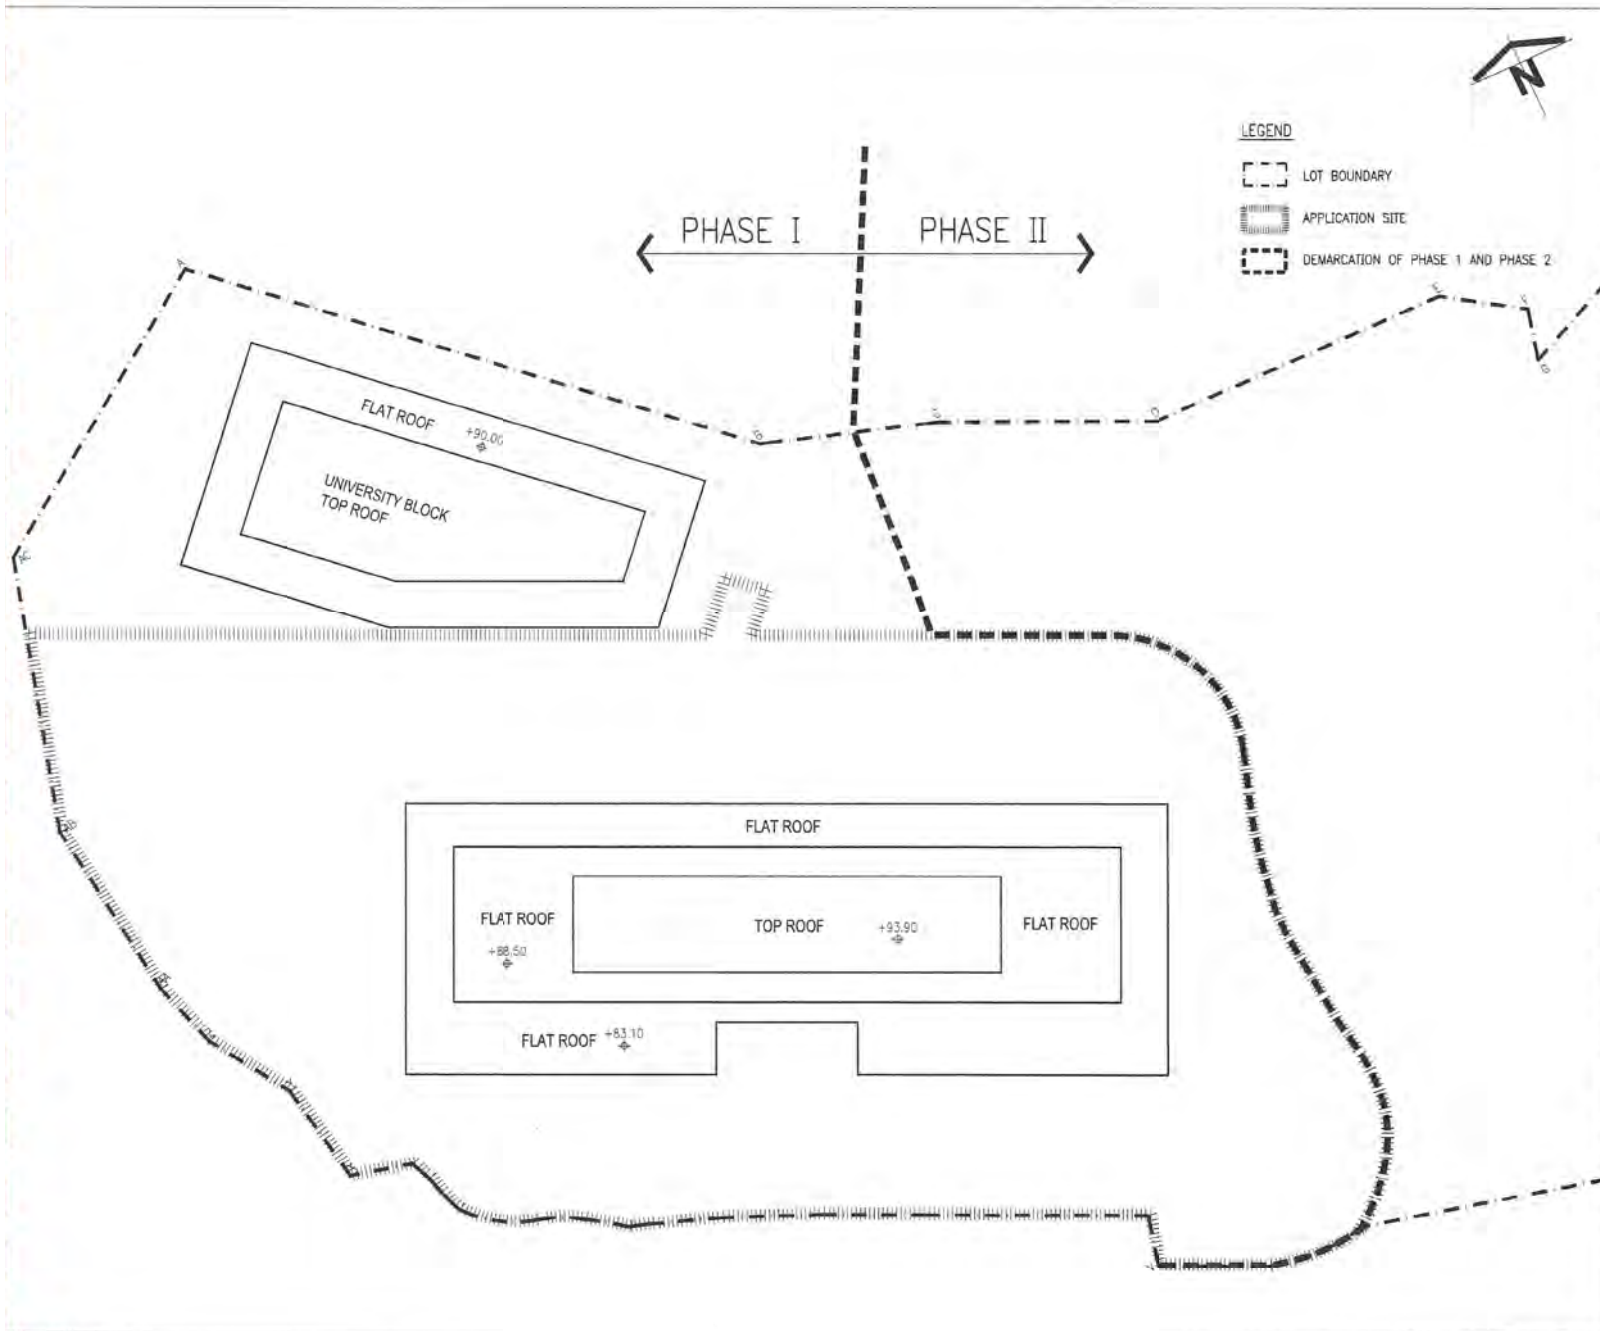 N
LEGEND
LOT BOUNDARY
APPLICATION SITE
DEMARCATION OF PHASE 1 AND PHASE 2
PHASE I
PHASE II
FLAT ROOF
+90.00
UNIVERSITY BLOCK
TOP ROOF
FLAT ROOF
FLAT ROOF
+88.50
TOP ROOF
+93.90
FLAT ROOF
FLAT ROOF
+83.10